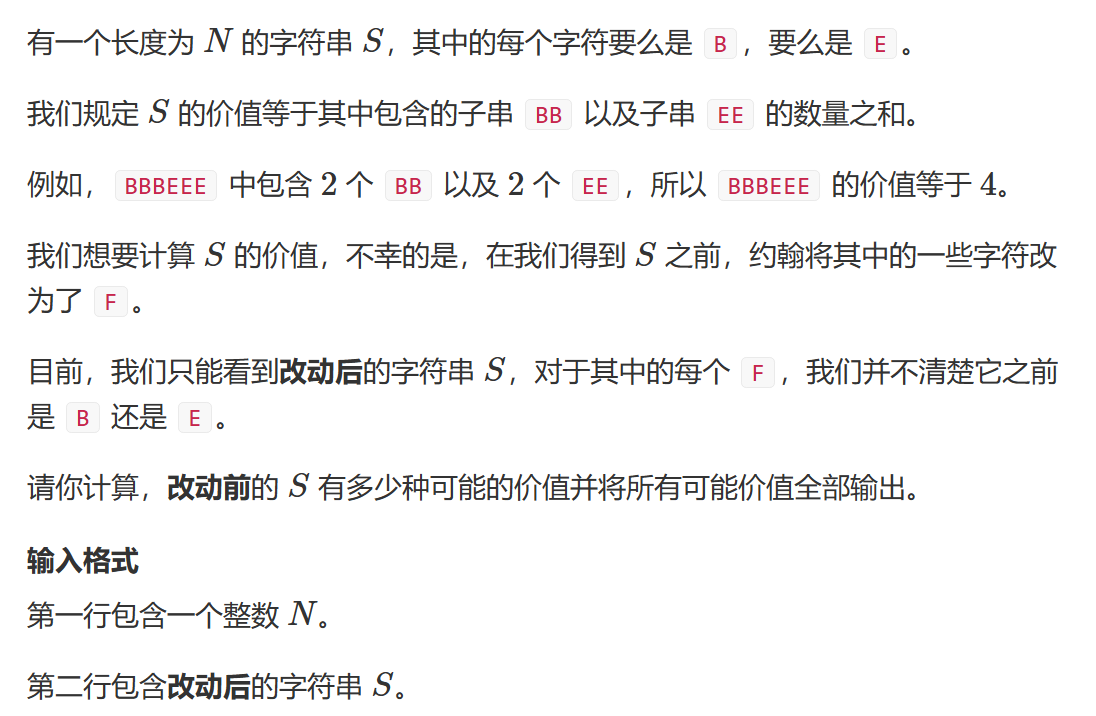 有一个长度为 N 的字符串 S，其中的每个字符要么是 B ，要么是 E 。
我们规定 S 的价值等于其中包含的子串 BB 以及子串 EE 的数量之和。
例如， BBBEEE 中包含 2 个 BB 以及 2 个 EE ，所以 BBBEEE 的价值等于 4。
我们想要计算 S 的价值，不幸的是，在我们得到 S 之前，约翰将其中的一些字符改
为了 F 。
目前，我们只能看到改动后的字符串 S，对于其中的每个 F ，我们并不清楚它之前
是 B 还是 E 。
请你计算，改动前的 S 有多少种可能的价值并将所有可能价值全部输出。
输入格式
第一行包含一个整数 N。
第二行包含改动后的字符串 S。